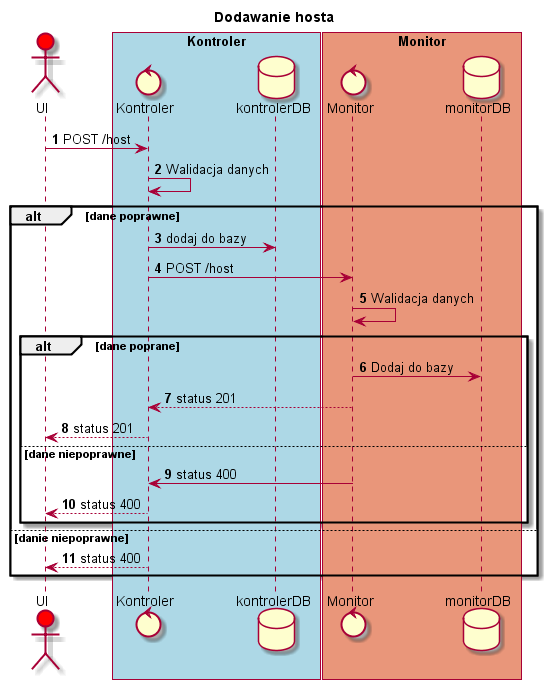 Dodawanie hosta
Kontroler Monitor
UI Kontroler kontrolerDB Monitor monitorDB
1 POST /host
2 Walidacja danych
alt [dane poprawne]
3 dodaj do bazy
4 POST /host
5 Walidacja danych
alt [dane poprane]
6 Dodaj do bazy
7 status 201
8 status 201
[dane niepoprawne]
9 status 400
10 status 400
[danie niepoprawne]
11 status 400
UI Kontroler kontrolerDB Monitor monitorDB